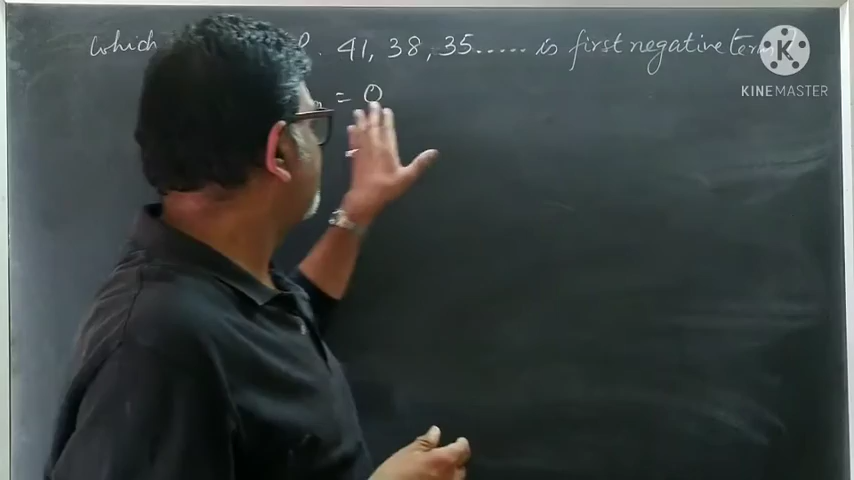 which 41, 38, 35..... is first negative term
= 0
K
KINEMASTER